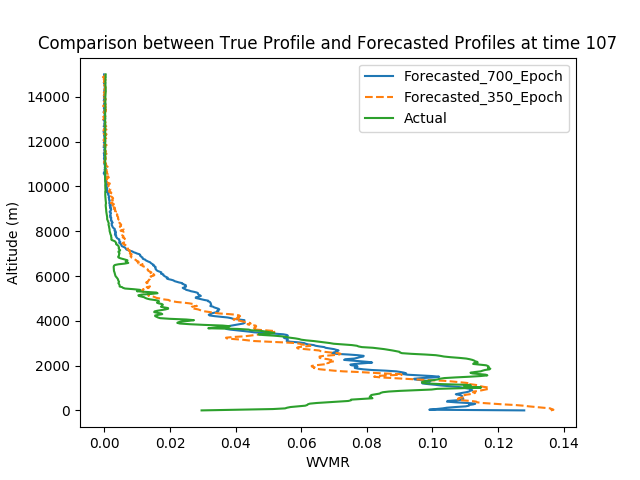 Comparison between True Profile and Forecasted Profiles at time 107
Forecasted_700_Epoch
Forecasted_350_Epoch
Actual
Altitude (m)
14000
12000
10000
8000
6000
4000
2000
0
0.00 0.02 0.04 0.06 0.08 0.10 0.12 0.14
WVMR